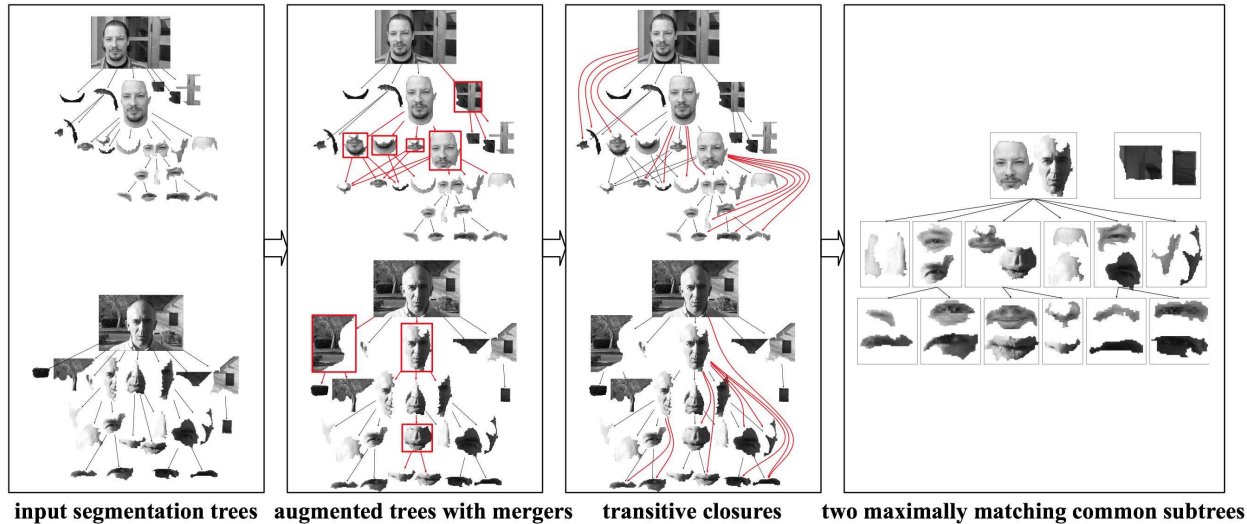 input segmentation trees
augmented trees with mergers
transitive closures
two maximally matching common subtrees